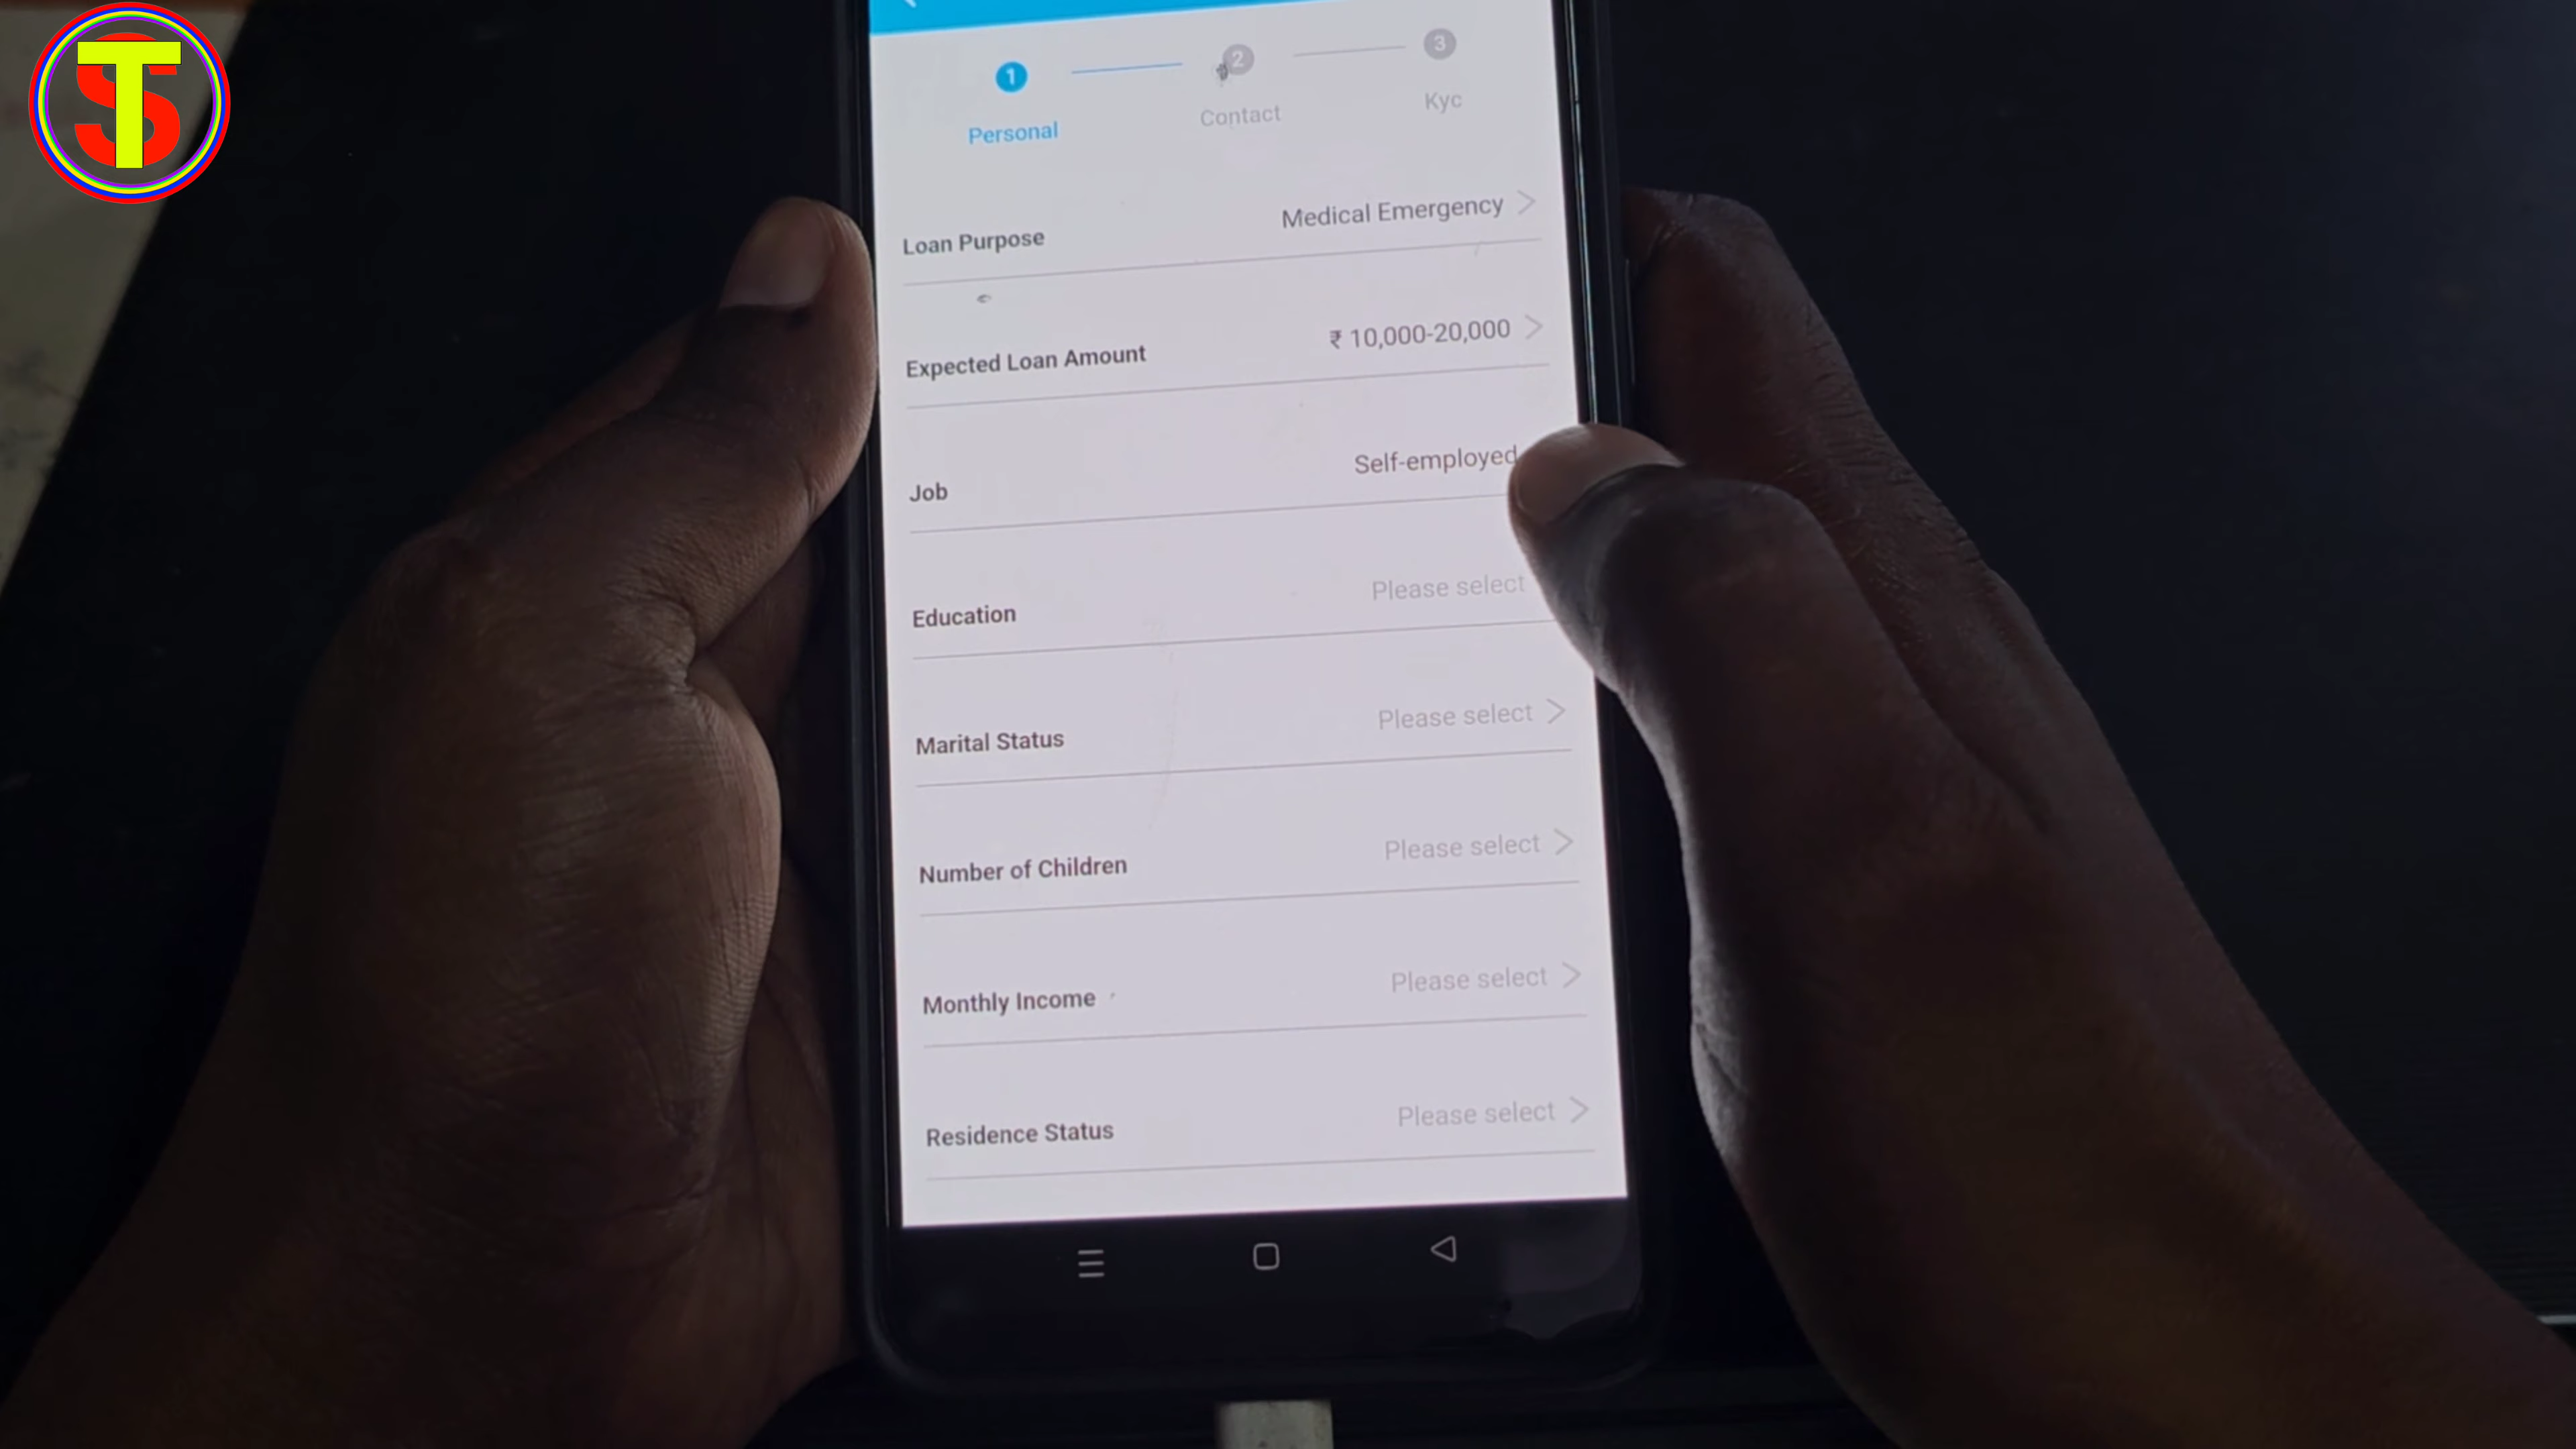 ST
1
2
3
Personal
Contact
Kyc
Loan Purpose
Medical Emergency
Expected Loan Amount
₹ 10,000-20,000
Job
Self-employed
Education
Please select
Marital Status
Please select
Number of Children
Please select
Monthly Income
Please select
Residence Status
Please select